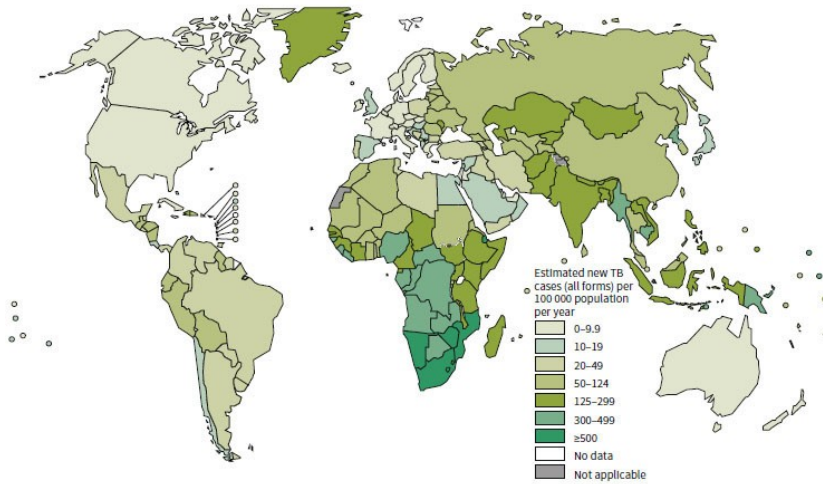 Estimated new TB
cases (all forms) per
100 000 population
per year
0–9.9
10–19
20–49
50–124
125–299
300–499
≥500
No data
Not applicable